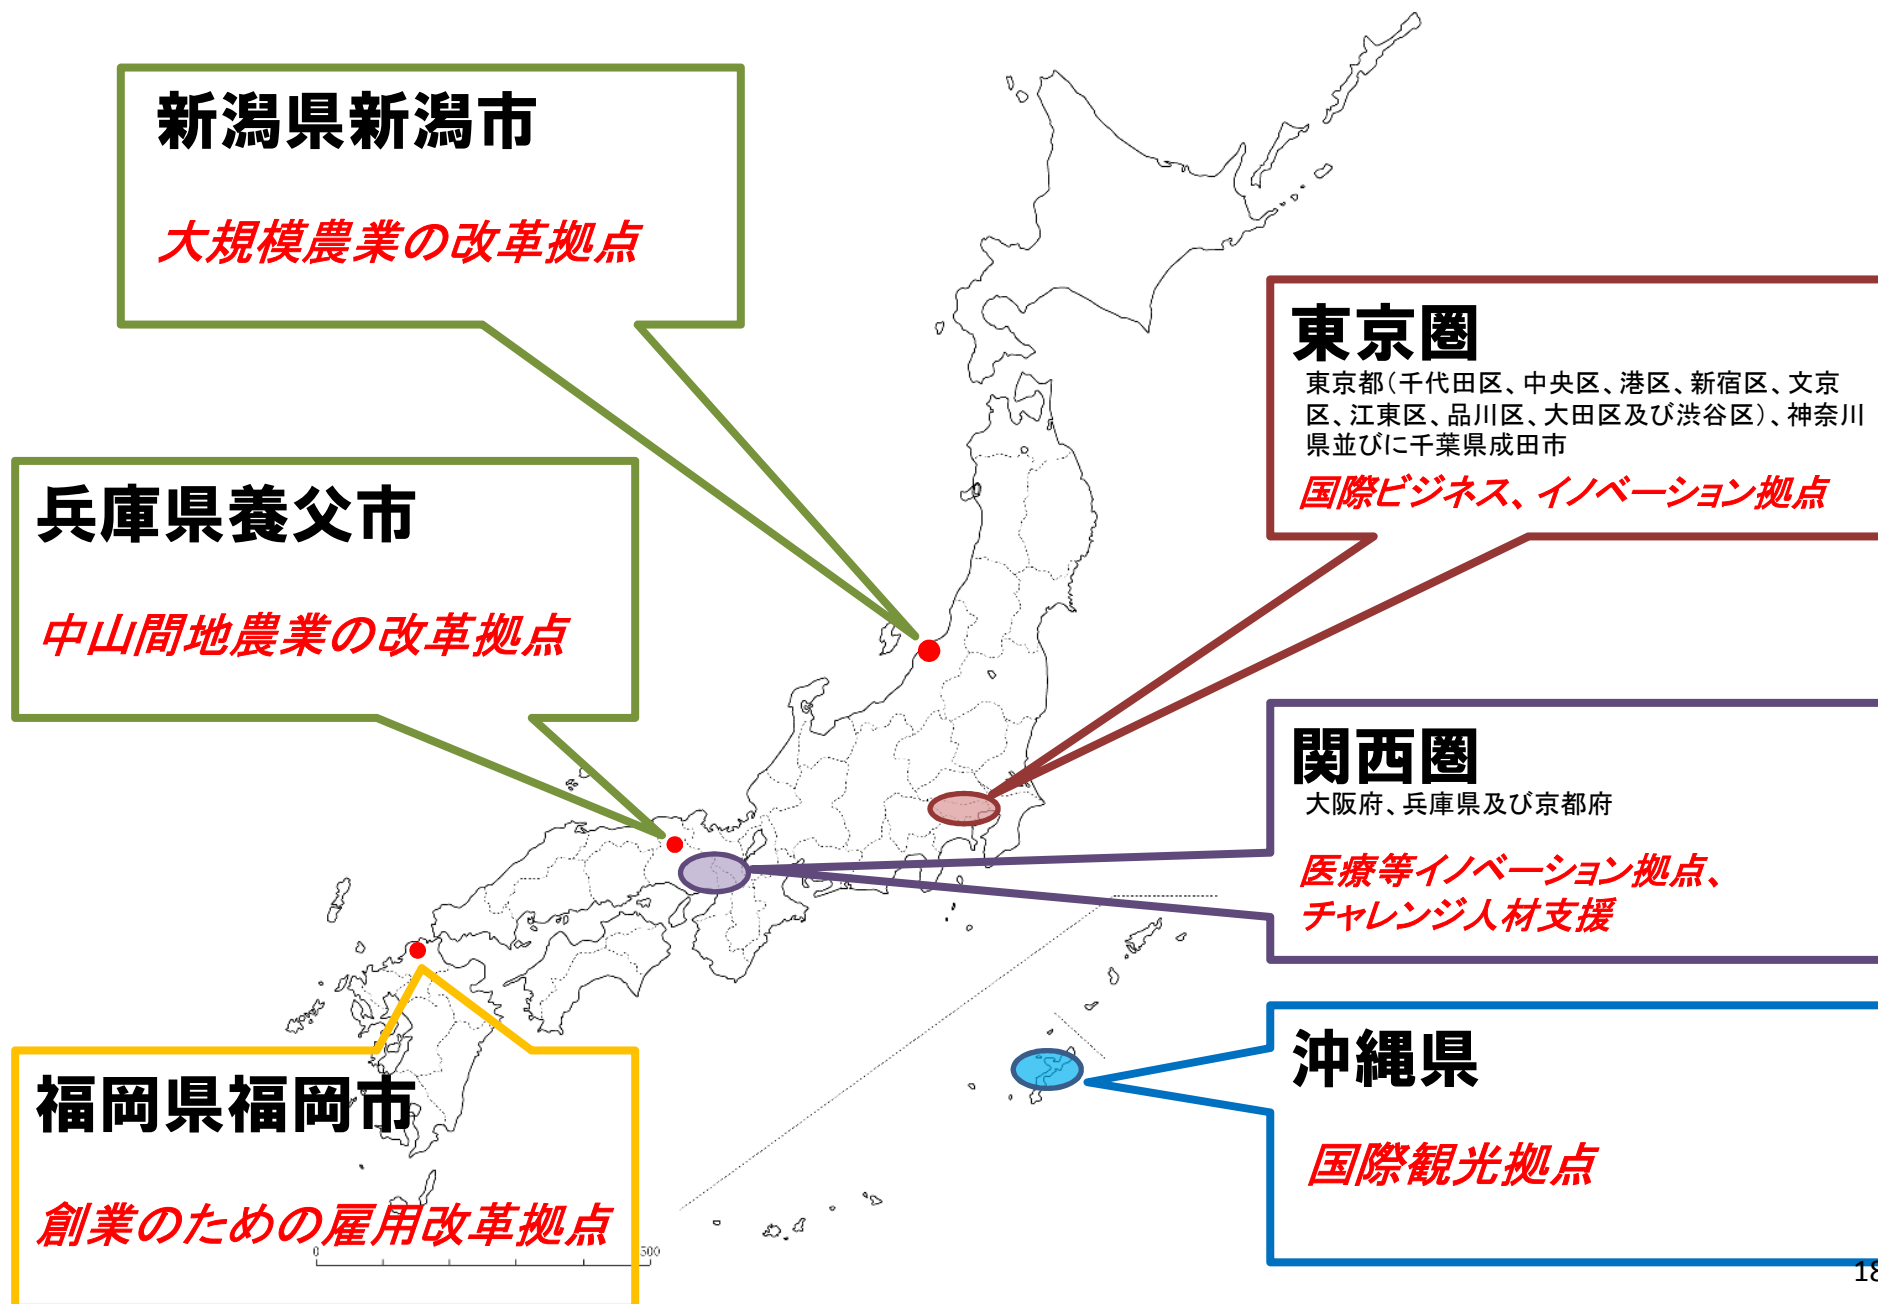 新潟県新潟市
大規模農業の改革拠点
兵庫県養父市
中山間地農業の改革拠点
福岡県福岡市
創業のための雇用改革拠点
東京圏
東京都（千代田区、中央区、港区、新宿区、文京
区、江東区、品川区、大田区及び渋谷区）、神奈川
県並びに千葉県成田市
国際ビジネス、イノベーション拠点
関西圏
大阪府、兵庫県及び京都府
医療等イノベーション拠点、
チャレンジ人材支援
沖縄県
国際観光拠点
0
500
18